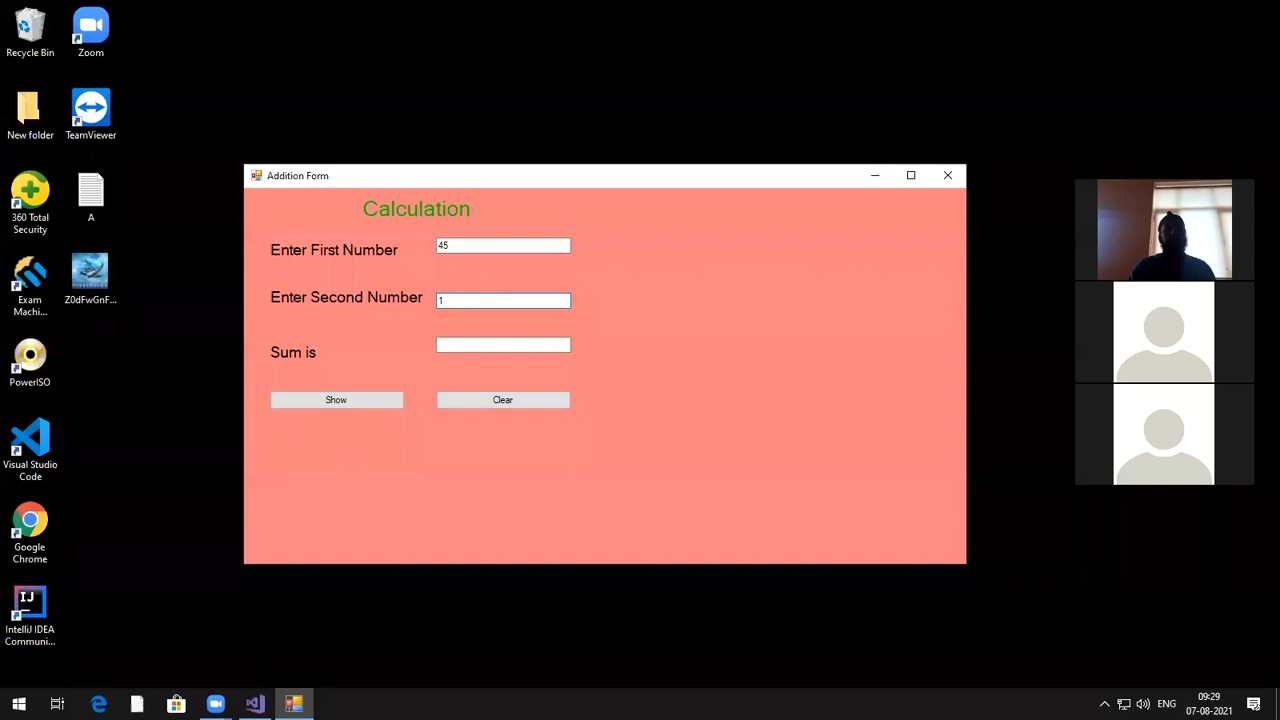 Recycle Bin
Zoom
New folder
TeamViewer
360 Total
Security
A
Exam
Machi...
Z0dFwGnF...
PowerISO
Visual Studio
Code
Google
Chrome
IJ
IntelliJ IDEA
Communi...
Addition Form
Calculation
Enter First Number
45
Enter Second Number
1
Sum is
Show
Clear
ENG
09:29
07-08-2021